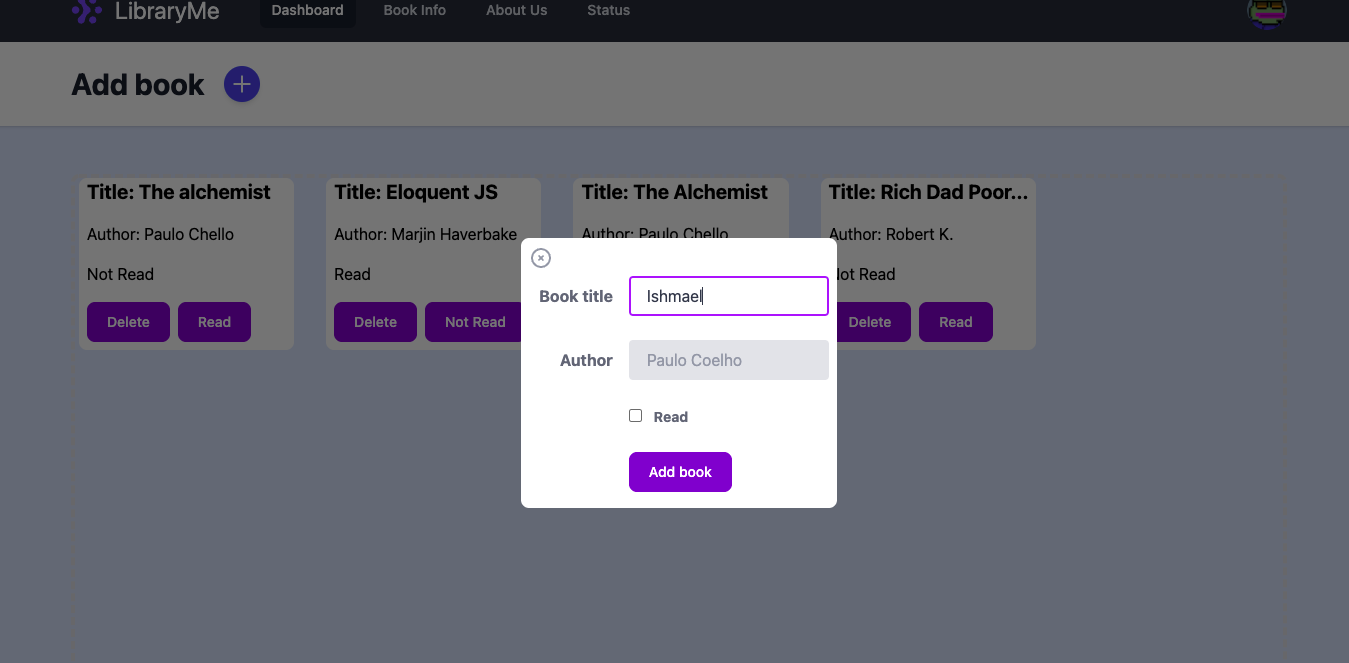 LibraryMe
Dashboard
Book Info
About Us
Status
Add book
Title: The alchemist
Author: Paulo Chello
Not Read
Delete
Read
Title: Eloquent JS
Author: Marjin Haverbake
Read
Delete
Not Read
Title: The Alchemist
Author: Paulo Chello
Title: Rich Dad Poor...
Author: Robert K.
Not Read
Delete
Read
Book title
Ishmael
Author
Paulo Coelho
Read
Add book